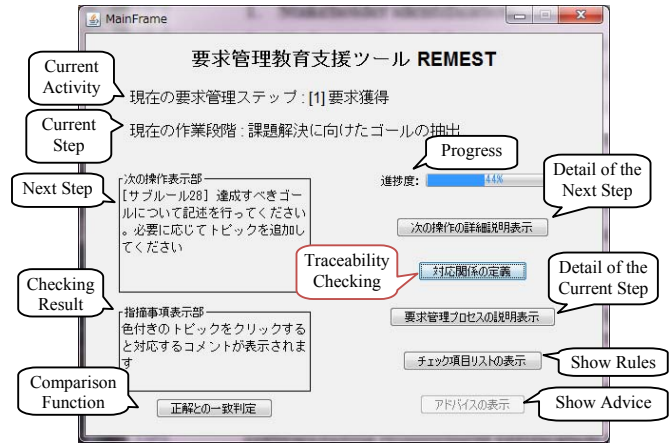 MainFrame
要求管理教育支援ツール REMEST
Current
Activity
現在の要求管理ステップ : [1] 要求獲得
Current
Step
現在の作業段階 : 課題解決に向けたゴールの抽出
Progress
進捗度:
44%
Next Step
次の操作表示部
[サブルール28] 達成すべきゴー
ルについて記述を行ってください
。必要に応じてトピックを追加し
てください
Detail of the
Next Step
次の操作の詳細説明表示
Traceability
Checking
対応関係の定義
Detail of the
Current Step
要求管理プロセスの説明表示
Checking
Result
指摘事項表示部
色付きのトピックをクリックする
と対応するコメントが表示されま
す
チェック項目リストの表示
Show Rules
Comparison
Function
正解との一致判定
アドバイスの表示
Show Advice